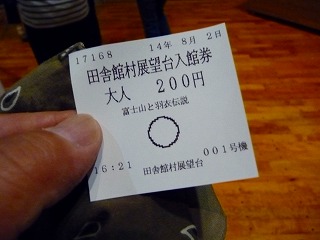 17168 14年 8月 2日
田舎館村展望台入館券
大人 200円
富士山と羽衣伝説
001号機
16:21 田舎館村展望台